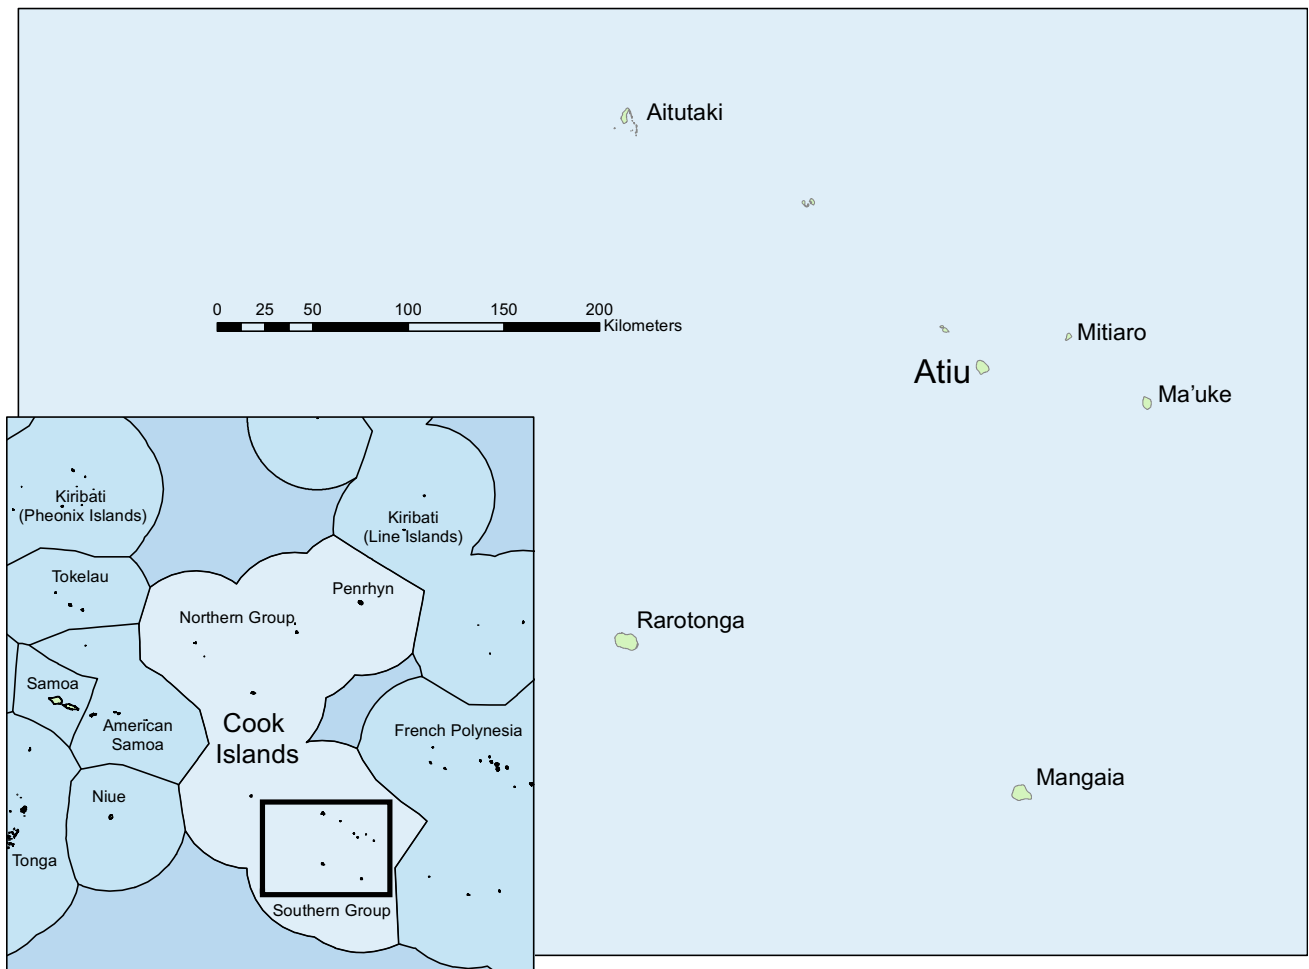 Aitutaki
0 25 50 100 150 200
Kilometers
Mitiaro
Atiu
Ma'uke
Rarotonga
Mangaia
Kiribati
(Pheonix Islands)
Kiribati
(Line Islands)
Tokelau
Penrhyn
Northern Group
Samoa
American
Samoa
Cook
Islands
French Polynesia
Niue
Tonga
Southern Group